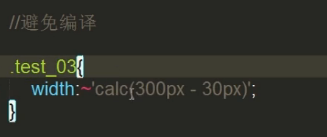 //避免编译
.test_03{
width:~'calc(300px - 30px)';
}